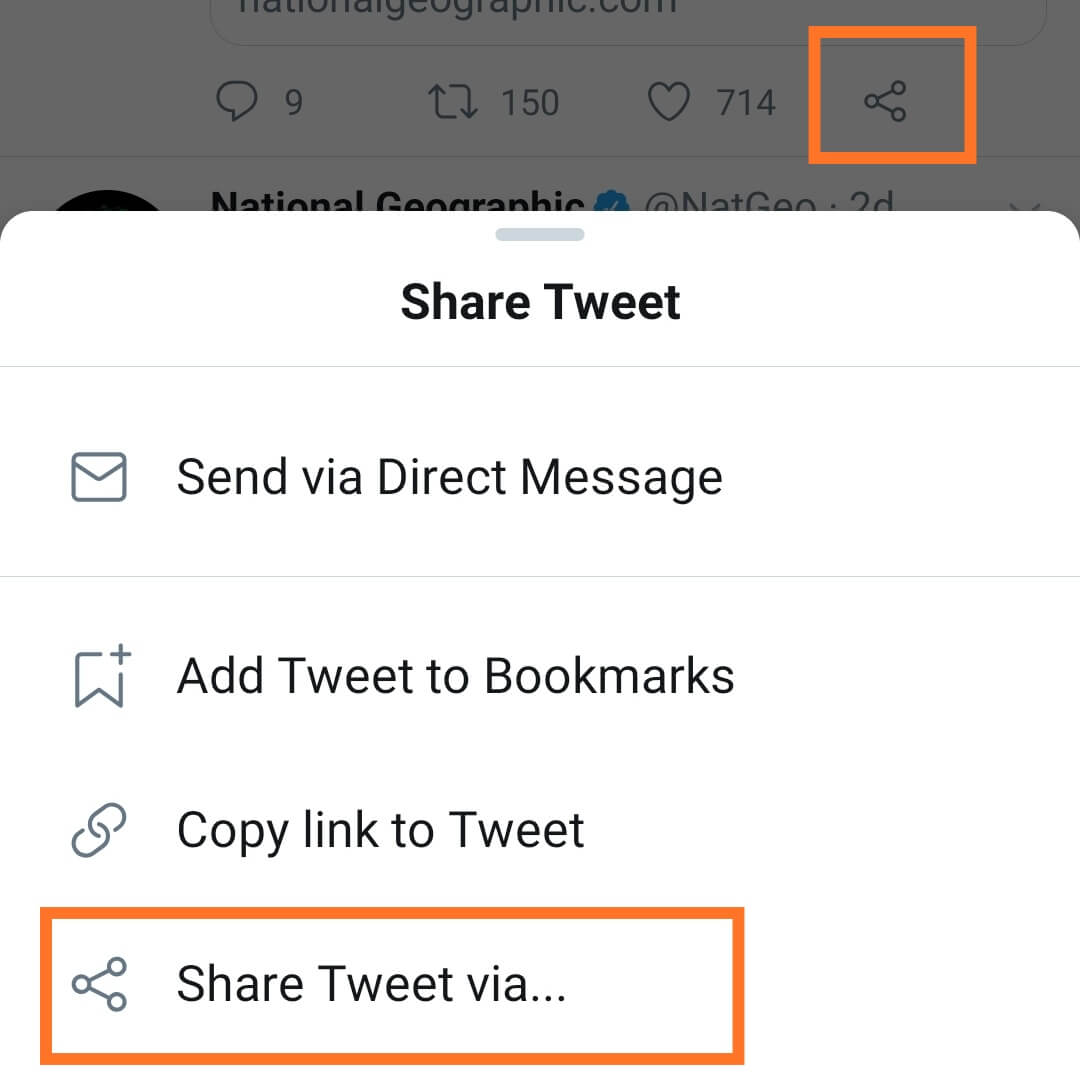 nationalgeographic.com
9 150 714
National Geographic @NatGeo · 2d
Share Tweet
Send via Direct Message
Add Tweet to Bookmarks
Copy link to Tweet
Share Tweet via...